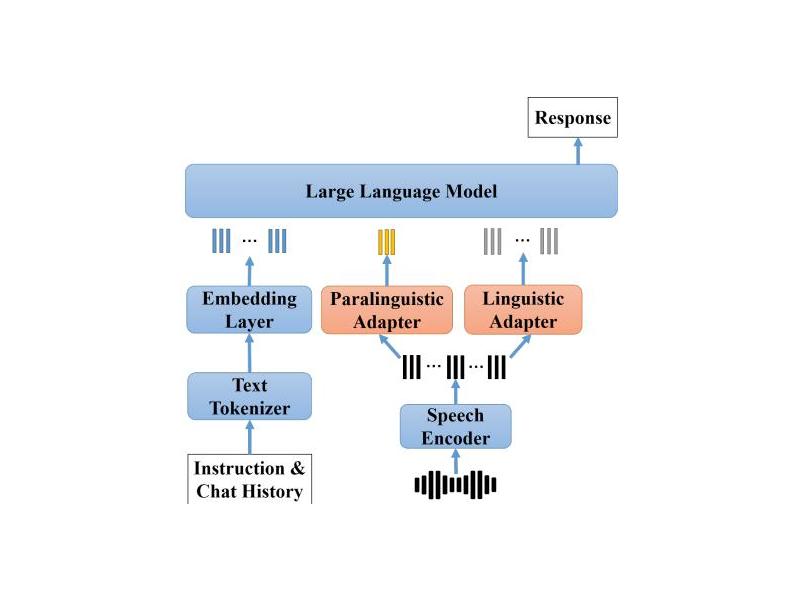 Response
Large Language Model
...
...
Embedding
Layer
Paralinguistic
Adapter
Linguistic
Adapter
... ...
Text
Tokenizer
Speech
Encoder
Instruction &
Chat History